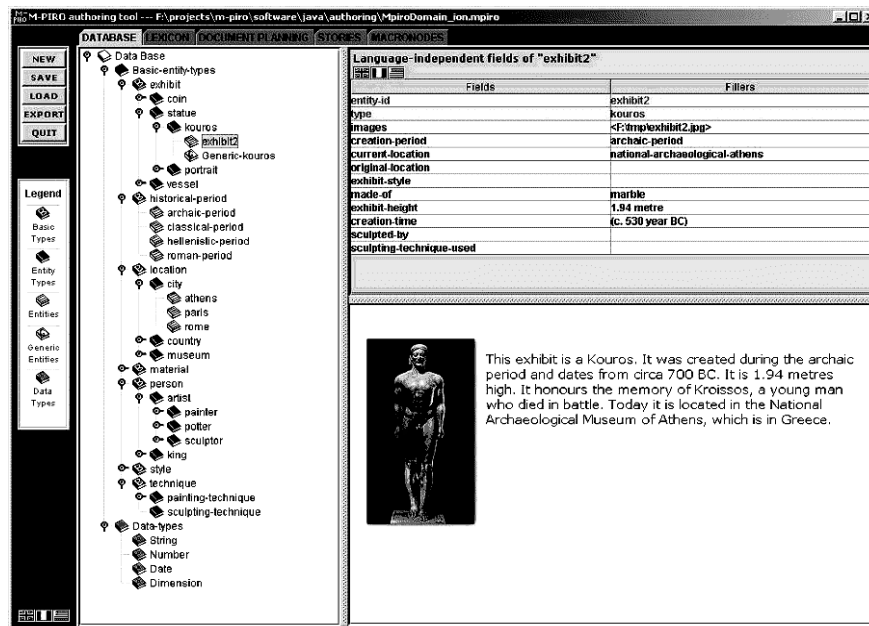 M-PIRO authoring tool --- F:\projects\m-piro\software\java\authoring\MpiroDomain_ion.mpiro
DATABASE LEXICON DOCUMENT PLANNING STORIES MACRONODES
NEW
SAVE
LOAD
EXPORT
QUIT
Legend
Basic
Types
Entity
Types
Entities
Generic
Entities
Data
Types
Data Base
Basic-entity-types
exhibit
coin
statue
kouros
exhibit2
Generic-kouros
portrait
vessel
historical-period
archaic-period
classical-period
hellenistic-period
roman-period
location
city
athens
paris
rome
country
museum
material
person
artist
painter
potter
sculptor
king
style
technique
painting-technique
sculpting-technique
Data-types
String
Number
Date
Dimension
Language-independent fields of "exhibit2"
Fields Fillers
entity-id exhibit2
type kouros
images <F:\tmp\exhibit2.jpg>
creation-period archaic-period
current-location national-archaeological-athens
original-location
exhibit-style
made-of marble
exhibit-height 1.94 metre
creation-time (c. 530 year BC)
sculpted-by
sculpting-technique-used
This exhibit is a Kouros. It was created during the archaic
period and dates from circa 700 BC. It is 1.94 metres
high. It honours the memory of Kroissos, a young man
who died in battle. Today it is located in the National
Archaeological Museum of Athens, which is in Greece.